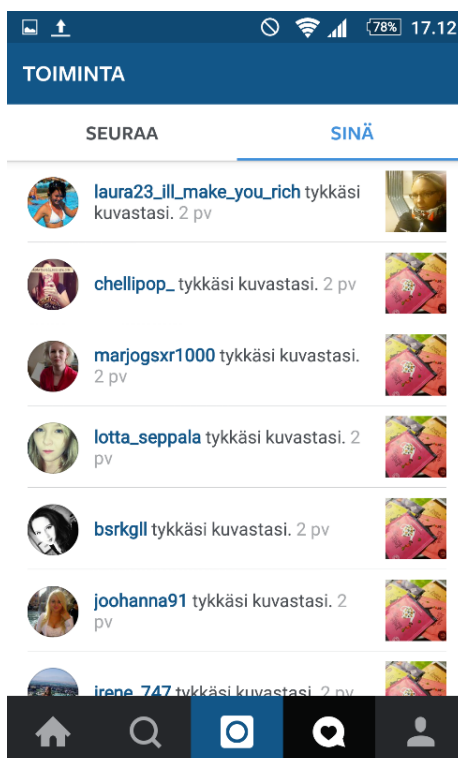 78% 17.12
TOIMINTA
SEURAA SINÄ
laura23_ill_make_you_rich tykkäsi
kuvastasi. 2 pv
chellipop_ tykkäsi kuvastasi. 2 pv
marjogsxr1000 tykkäsi kuvastasi.
2 pv
lotta_seppala tykkäsi kuvastasi. 2
pv
bsrkgll tykkäsi kuvastasi. 2 pv
joohanna91 tykkäsi kuvastasi. 2
pv
irene_747 tykkäsi kuvastasi. 2 pv